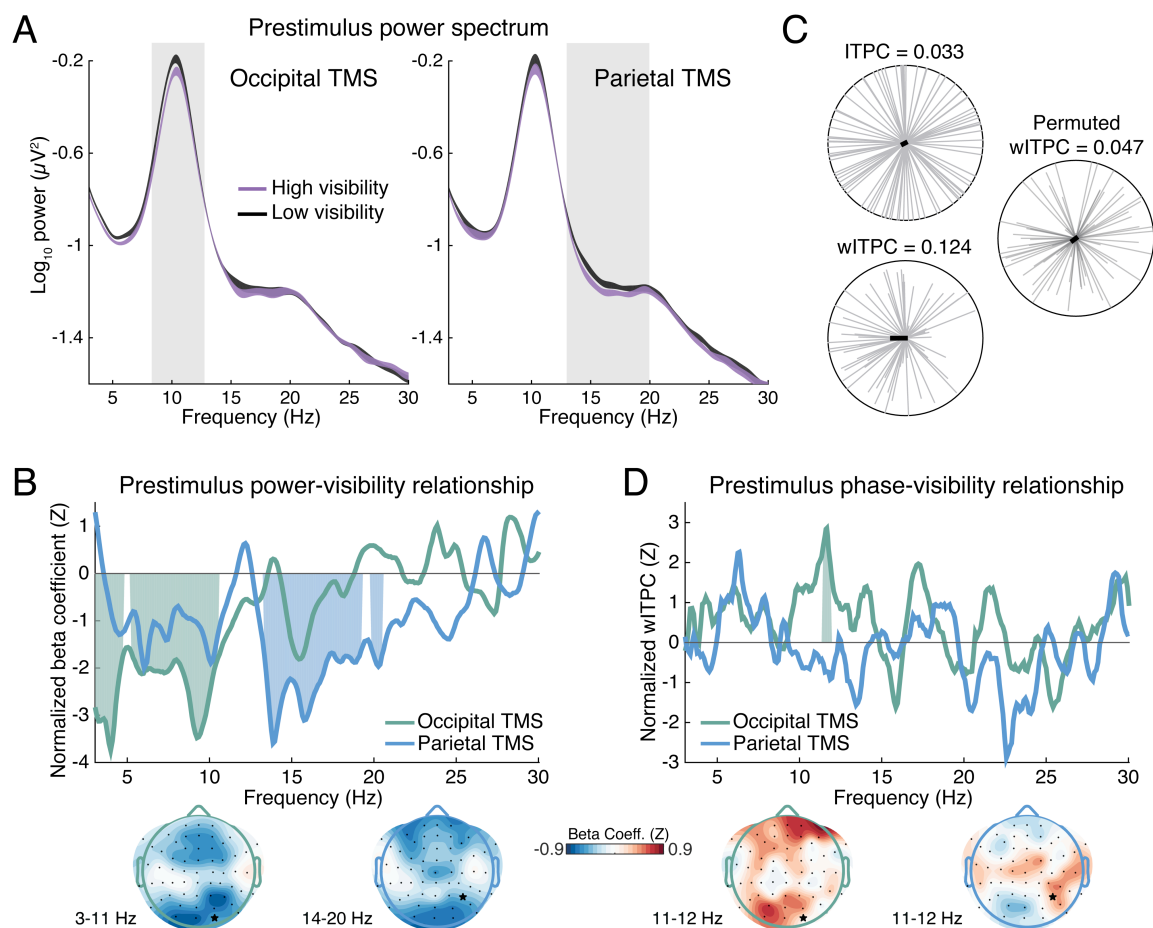 A
Prestimulus power spectrum
Occipital TMS
Parietal TMS
Log10 power (µV²)
-0.2
-0.6
-1
-1.4
High visibility
Low visibility
5 10 15 20 25 30
Frequency (Hz)
-0.2
-0.6
-1
-1.4
5 10 15 20 25 30
Frequency (Hz)
C
ITPC = 0.033
Permuted
wITPC = 0.047
wITPC = 0.124
B
Prestimulus power-visibility relationship
Normalized beta coefficient (Z)
1
0
-1
-2
-3
-4
Occipital TMS
Parietal TMS
5 10 15 20 25 30
Frequency (Hz)
3-11 Hz
14-20 Hz
Beta Coeff. (Z)
-0.9 0.9
D
Prestimulus phase-visibility relationship
Normalized wITPC (Z)
3
2
1
0
-1
-2
-3
Occipital TMS
Parietal TMS
5 10 15 20 25 30
Frequency (Hz)
11-12 Hz
11-12 Hz